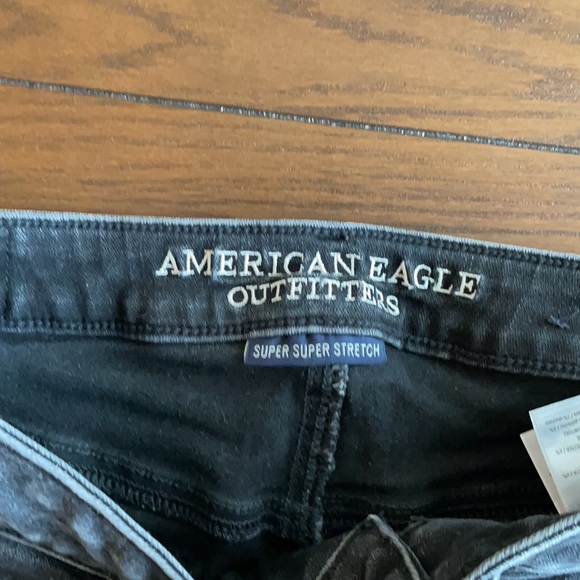 AMERICAN EAGLE
OUTFITTERS
SUPER SUPER STRETCH